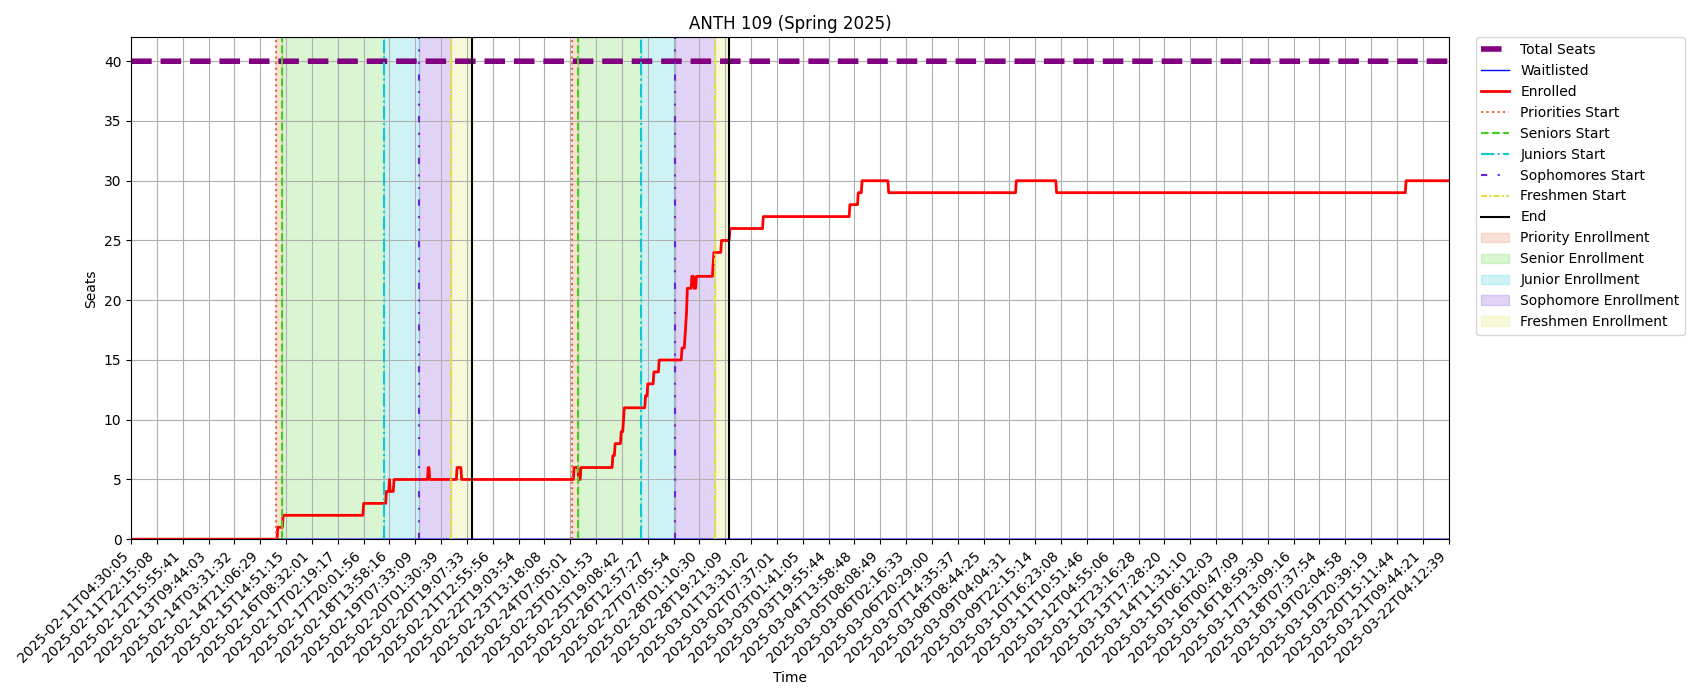 ANTH 109 (Spring 2025)
Seats
40
35
30
25
20
15
10
5
0
2025-02-11T04:30:05
2025-02-11T22:15:08
2025-02-12T15:55:41
2025-02-13T09:44:03
2025-02-14T03:31:32
2025-02-14T21:06:29
2025-02-15T14:51:15
2025-02-16T08:32:01
2025-02-17T02:19:17
2025-02-17T20:01:56
2025-02-18T13:58:16
2025-02-19T07:33:09
2025-02-20T01:30:39
2025-02-20T19:07:33
2025-02-21T12:55:56
2025-02-22T19:03:54
2025-02-23T13:18:08
2025-02-24T07:05:01
2025-02-25T01:01:53
2025-02-25T19:08:42
2025-02-26T12:57:27
2025-02-27T07:05:54
2025-02-28T01:10:30
2025-02-28T19:21:09
2025-03-01T13:31:02
2025-03-02T07:37:01
2025-03-03T01:41:05
2025-03-03T19:55:44
2025-03-04T13:58:48
2025-03-05T08:08:49
2025-03-06T02:16:33
2025-03-06T20:29:00
2025-03-07T14:35:37
2025-03-08T08:44:25
2025-03-09T04:04:31
2025-03-09T22:15:14
2025-03-10T16:23:08
2025-03-11T10:51:46
2025-03-12T04:55:06
2025-03-12T23:16:28
2025-03-13T17:28:20
2025-03-14T11:31:10
2025-03-15T06:12:03
2025-03-16T00:47:09
2025-03-16T18:59:30
2025-03-17T13:09:16
2025-03-18T07:37:54
2025-03-19T02:04:58
2025-03-19T20:39:19
2025-03-20T15:11:44
2025-03-21T09:44:21
2025-03-22T04:12:39
Time
Total Seats
Waitlisted
Enrolled
Priorities Start
Seniors Start
Juniors Start
Sophomores Start
Freshmen Start
End
Priority Enrollment
Senior Enrollment
Junior Enrollment
Sophomore Enrollment
Freshmen Enrollment